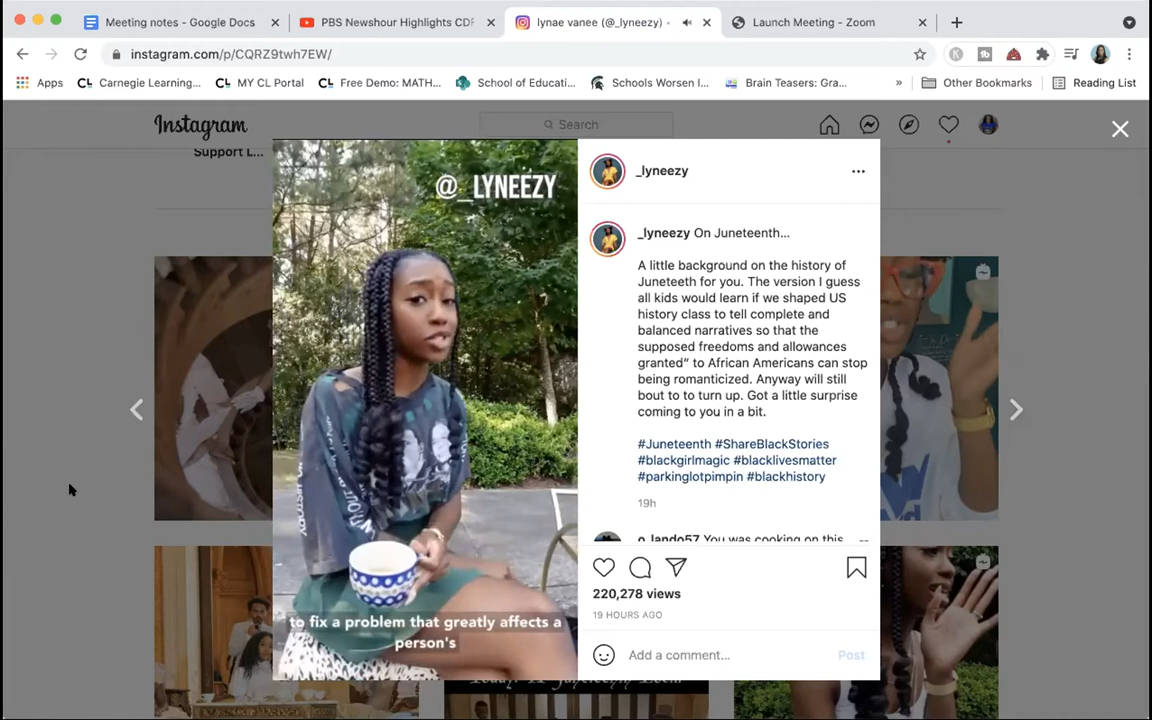 Meeting notes - Google Docs
PBS Newshour Highlights CDF
lynae vanee (@_lyneezy) •
Launch Meeting - Zoom
instagram.com/p/CQRZ9twh7EW/
Apps
Carnegie Learning...
MY CL Portal
Free Demo: MATH...
School of Educati...
Schools Worsen I...
Brain Teasers: Gra...
»
Other Bookmarks
Reading List
Instagram
Search
Support L...
@_LYNEEZY
to fix a problem that greatly affects a
person's
_lyneezy
_lyneezy On Juneteenth...
A little background on the history of
Juneteeth for you. The version I guess
all kids would learn if we shaped US
history class to tell complete and
balanced narratives so that the
supposed freedoms and allowances
granted” to African Americans can stop
being romanticized. Anyway will still
bout to to turn up. Got a little surprise
coming to you in a bit.
#Juneteenth #ShareBlackStories
#blackgirlmagic #blacklivesmatter
#parkinglotpimpin #blackhistory
19h
o_lando57 You was cooking on this
220,278 views
19 HOURS AGO
Add a comment...
Post